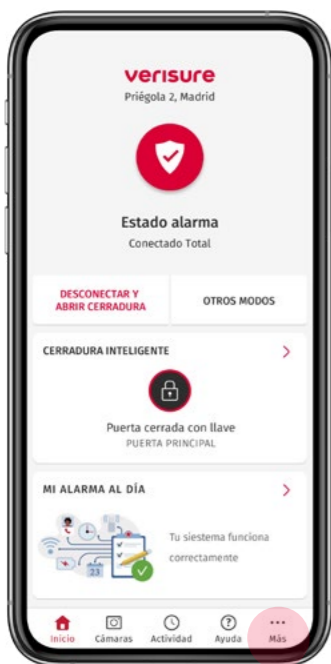 verisure
Priégola 2, Madrid
Estado alarma
Conectado Total
DESCONECTAR Y
ABRIR CERRADURA
OTROS MODOS
CERRADURA INTELIGENTE
Puerta cerrada con llave
PUERTA PRINCIPAL
MI ALARMA AL DÍA
23
Tu siestema funciona
correctamente
Inicio Cámaras Actividad Ayuda Más